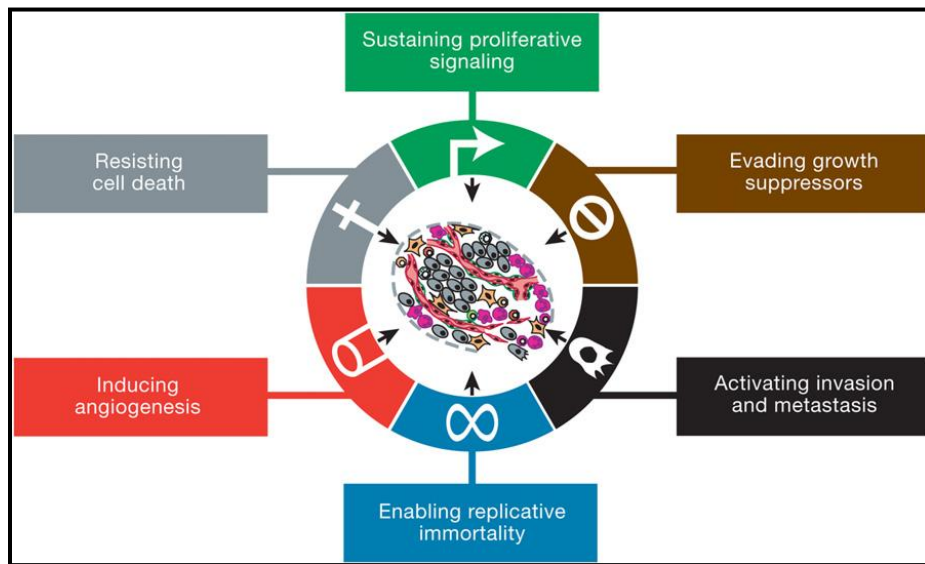 Sustaining proliferative
signaling
Resisting
cell death
Evading growth
suppressors
Inducing
angiogenesis
Activating invasion
and metastasis
Enabling replicative
immortality